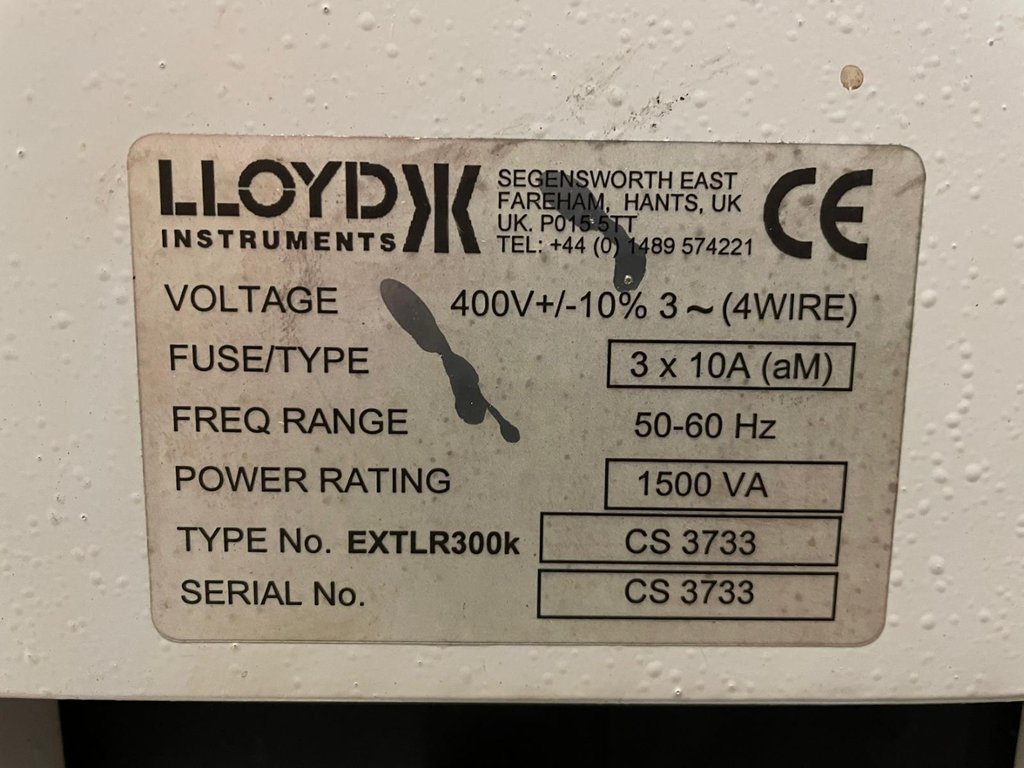 LLOYD
INSTRUMENTS
SEGENSWORTH EAST
FAREHAM, HANTS, UK
UK. P015 5TT
TEL: +44 (0) 1489 574221
CE
VOLTAGE 400V+/-10% 3 ~ (4WIRE)
FUSE/TYPE 3 x 10A (aM)
FREQ RANGE 50-60 Hz
POWER RATING 1500 VA
TYPE No. EXTLR300k CS 3733
SERIAL No. CS 3733